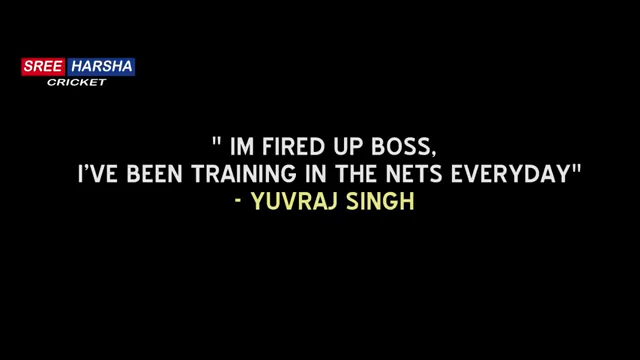 SREE HARSHA
CRICKET
" IM FIRED UP BOSS,
I'VE BEEN TRAINING IN THE NETS EVERYDAY"
- YUVRAJ SINGH